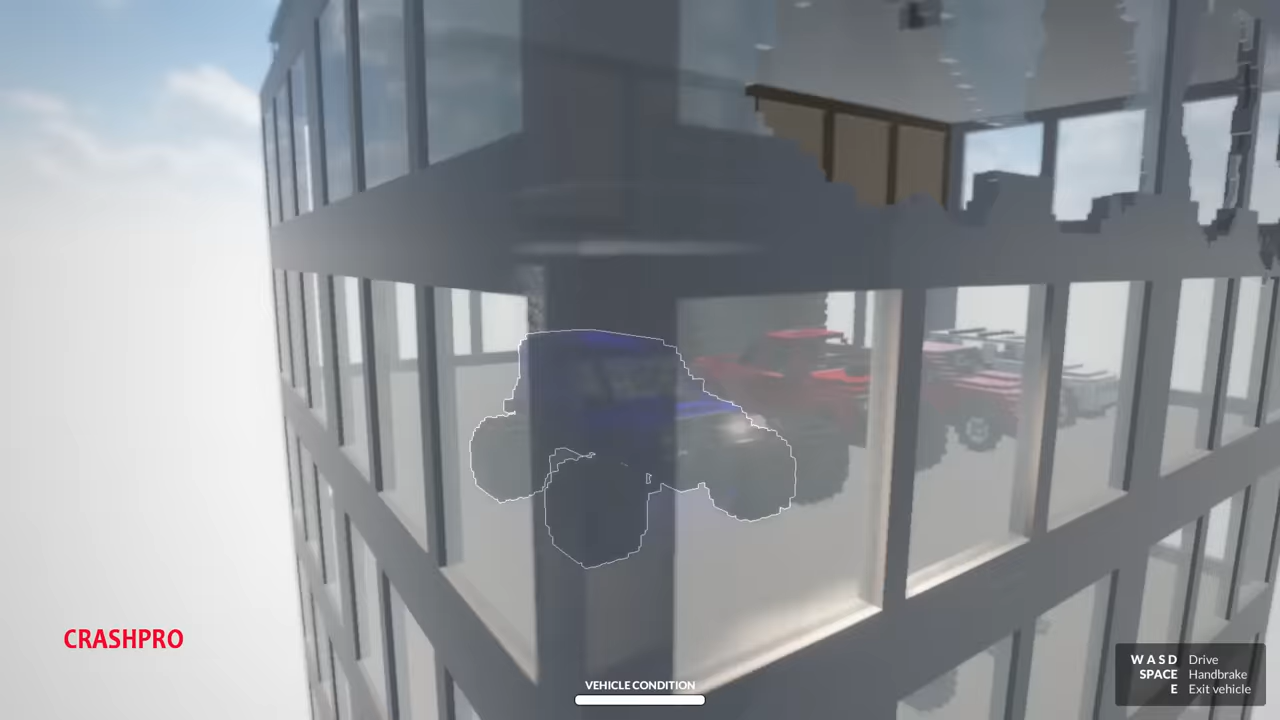 CRASHPRO
VEHICLE CONDITION
W A S D Drive
SPACE Handbrake
E Exit vehicle